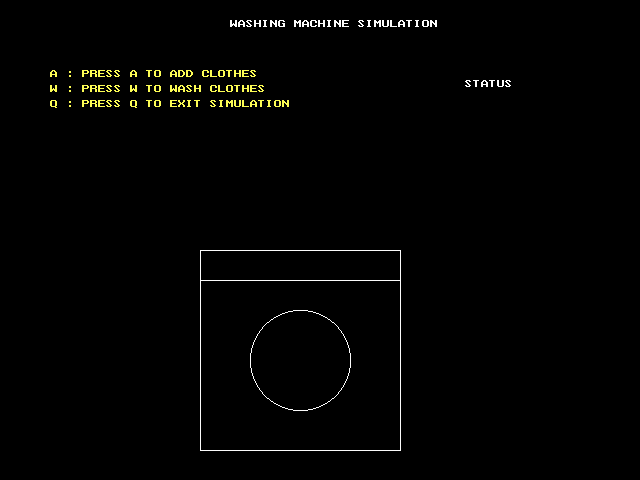 WASHING MACHINE SIMULATION
A : PRESS A TO ADD CLOTHES
W : PRESS W TO WASH CLOTHES
Q : PRESS Q TO EXIT SIMULATION
STATUS